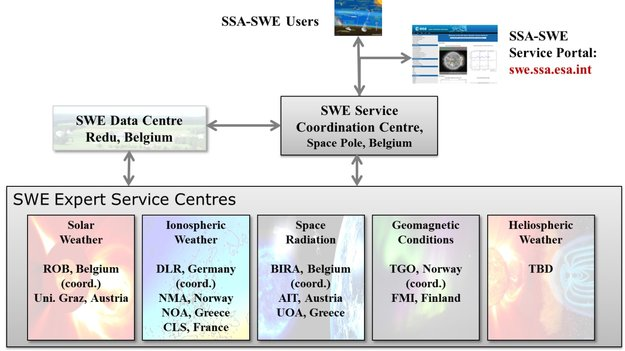 SSA-SWE Users
SSA-SWE
Service Portal:
swe.ssa.esa.int
SWE Data Centre
Redu, Belgium
SWE Service
Coordination Centre,
Space Pole, Belgium
SWE Expert Service Centres
Solar
Weather
ROB, Belgium
(coord.)
Uni. Graz, Austria
Ionospheric
Weather
DLR, Germany
(coord.)
NMA, Norway
NOA, Greece
CLS, France
Space
Radiation
BIRA, Belgium
(coord.)
AIT, Austria
UOA, Greece
Geomagnetic
Conditions
TGO, Norway
(coord.)
FMI, Finland
Heliospheric
Weather
TBD